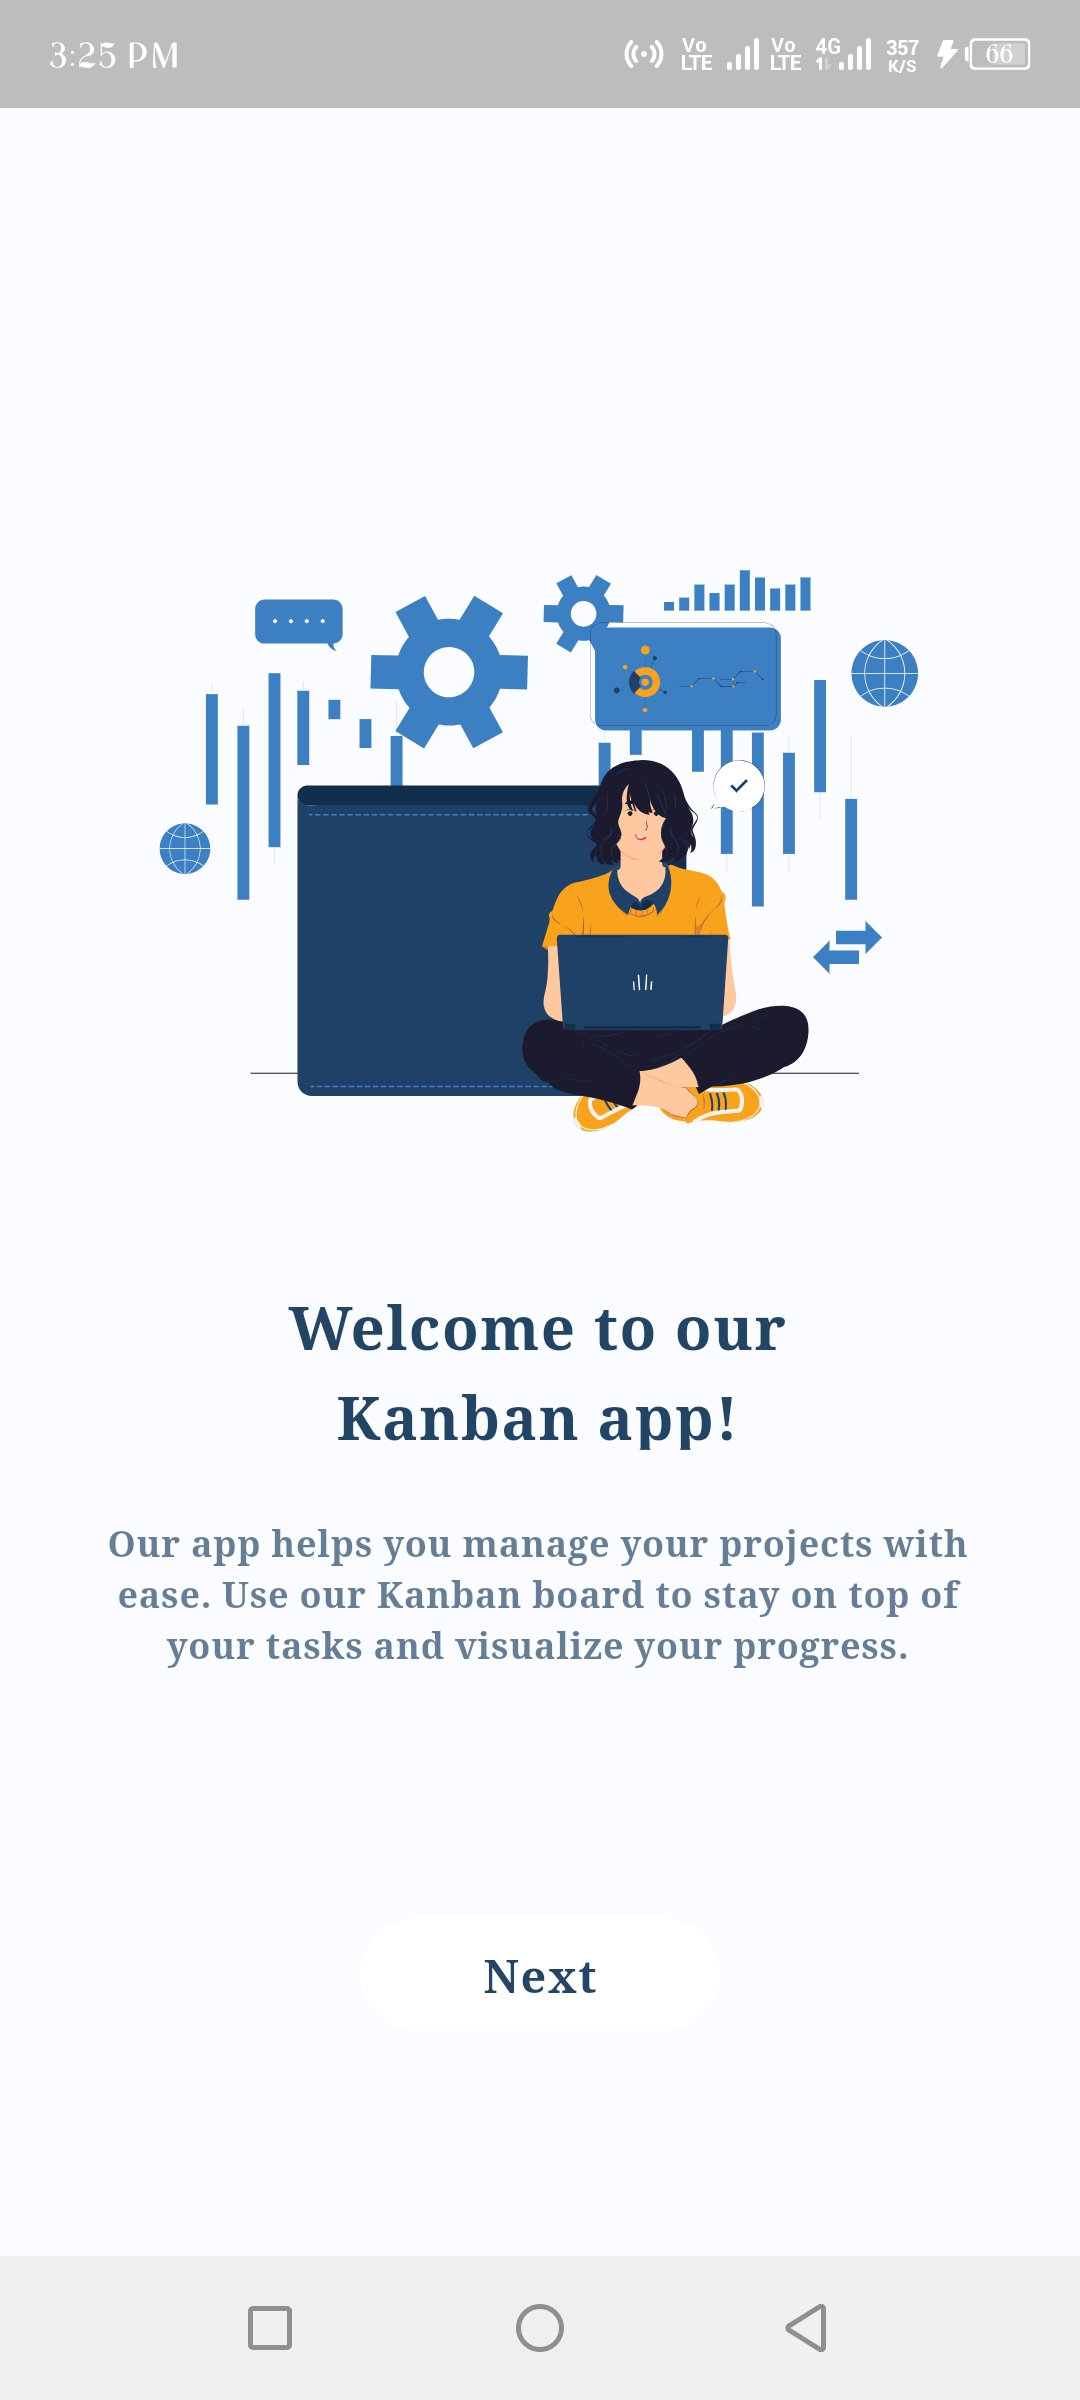 3:25 PM
Vo LTE Vo LTE 4G 357 K/S 66
Welcome to our
Kanban app!
Our app helps you manage your projects with
ease. Use our Kanban board to stay on top of
your tasks and visualize your progress.
Next